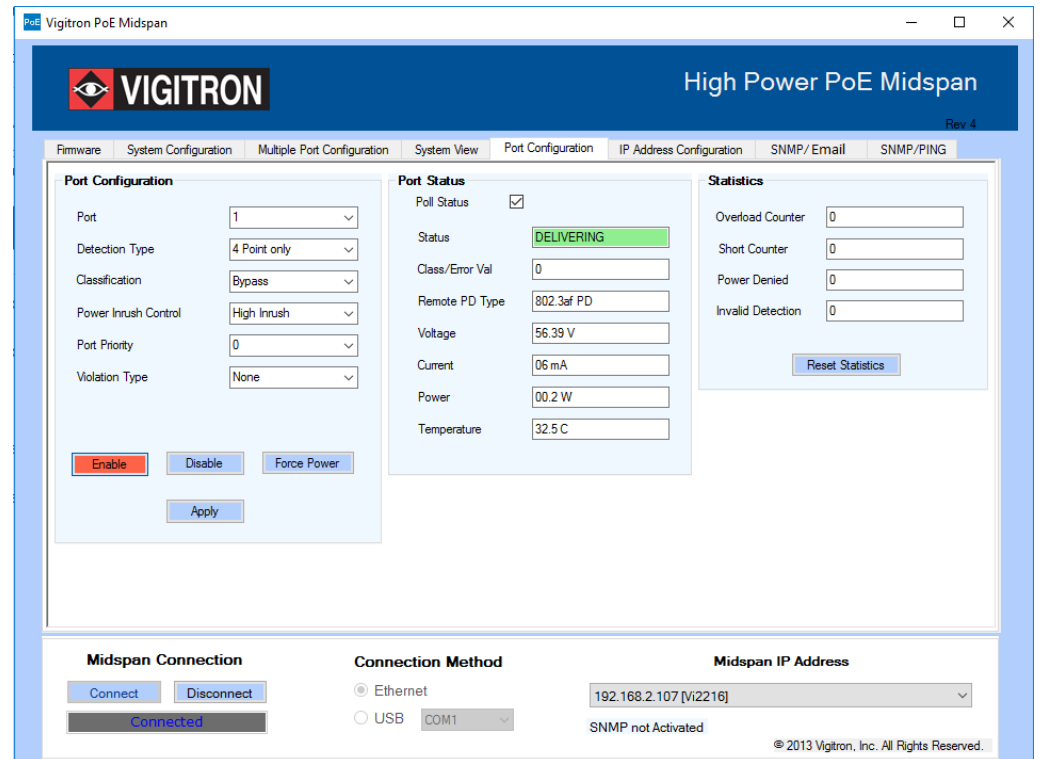 PoE Vigitron PoE Midspan
VIGITRON
High Power PoE Midspan
Rev 4
Firmware System Configuration Multiple Port Configuration System View Port Configuration IP Address Configuration SNMP/Email SNMP/PING
Port Configuration
Port 1
Detection Type 4 Point only
Classification Bypass
Power Inrush Control High Inrush
Port Priority 0
Violation Type None
Enable Disable Force Power
Apply
Port Status
Poll Status
Status DELIVERING
Class/Error Val 0
Remote PD Type 802.3af PD
Voltage 56.39 V
Current 06 mA
Power 00.2 W
Temperature 32.5 C
Statistics
Overload Counter 0
Short Counter 0
Power Denied 0
Invalid Detection 0
Reset Statistics
Midspan Connection
Connect Disconnect
Connected
Connection Method
Ethernet
USB COM1
Midspan IP Address
192.168.2.107 [Vi2216]
SNMP not Activated
© 2013 Vigitron, Inc. All Rights Reserved.